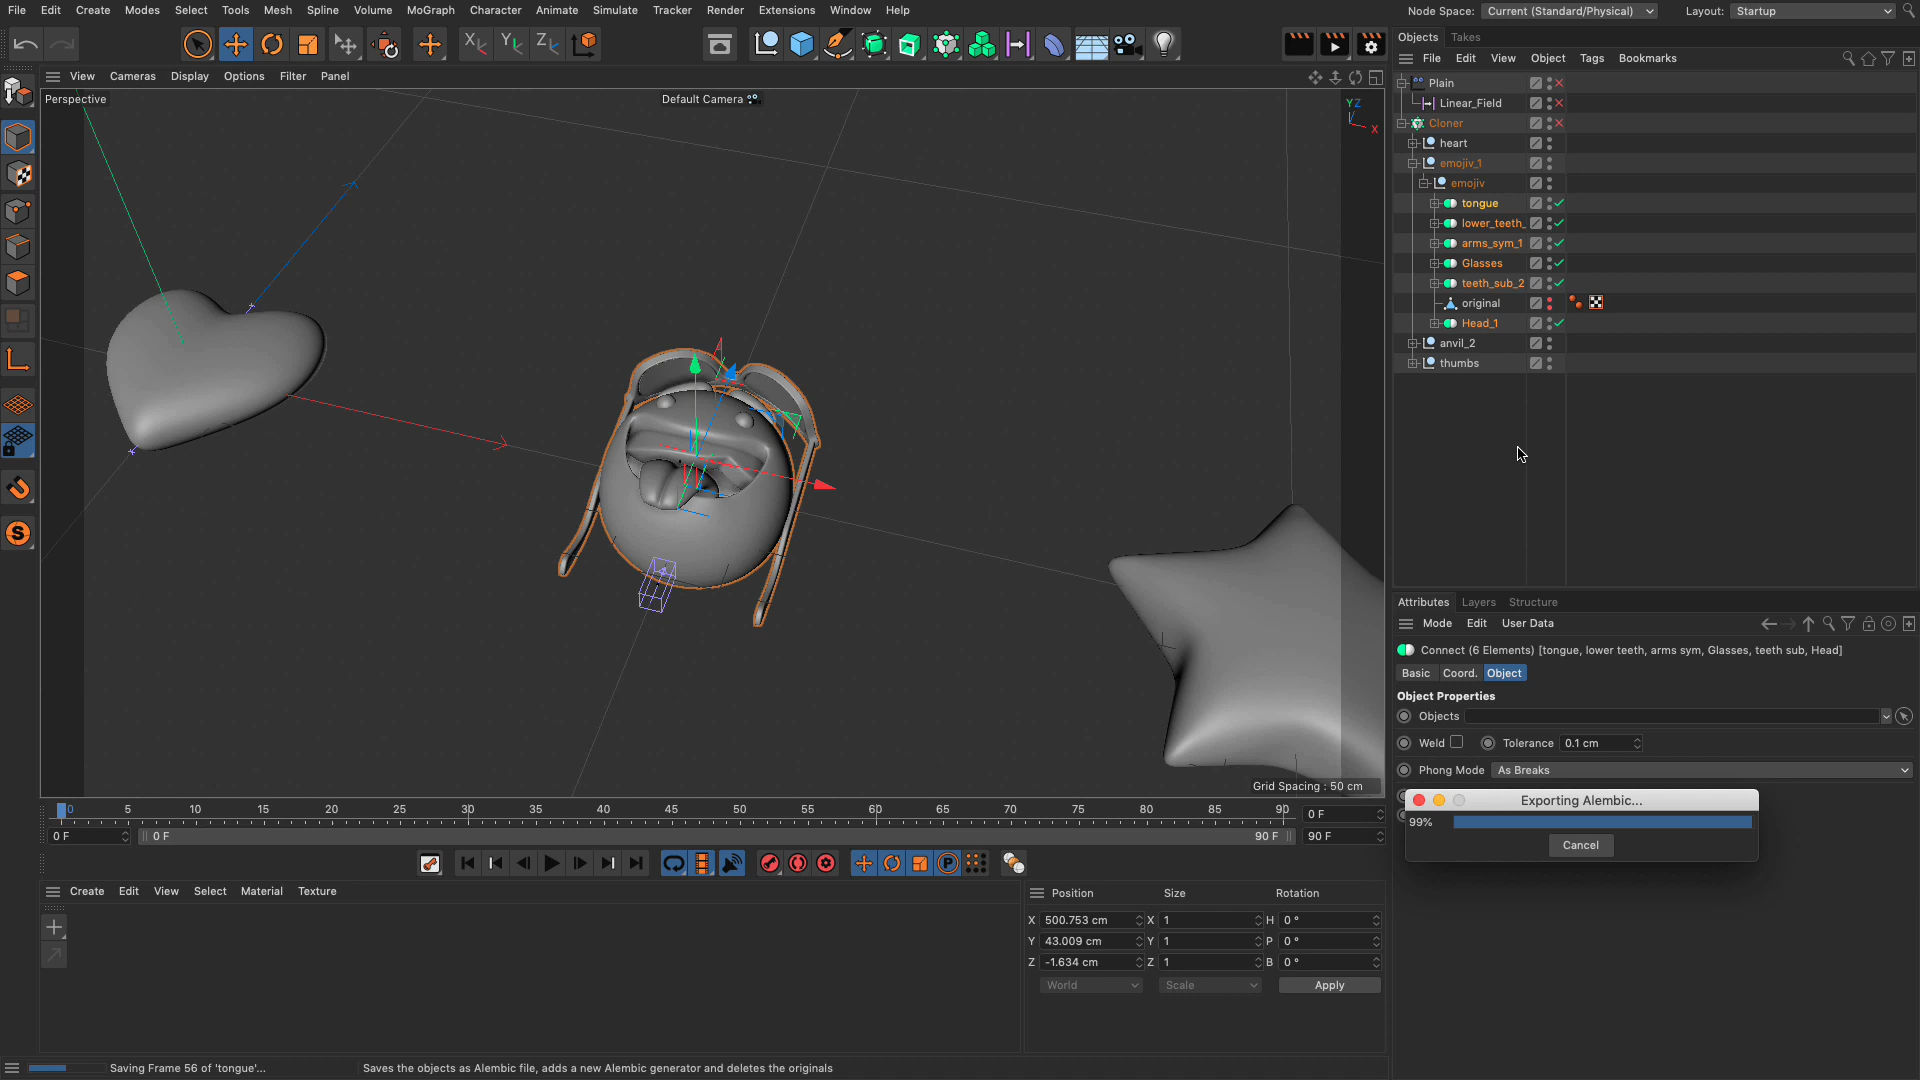 File Edit Create Modes Select Tools Mesh Spline Volume MoGraph Character Animate Simulate Tracker Render Extensions Window Help
Node Space: Current (Standard/Physical) Layout: Startup
X Y Z
Objects Takes
File Edit View Object Tags Bookmarks
View Cameras Display Options Filter Panel
Perspective
Default Camera
Y Z
X
Plain
Linear_Field
Cloner
heart
emojiv_1
emojiv
tongue
lower_teeth_
arms_sym_1
Glasses
teeth_sub_2
original
Head_1
anvil_2
thumbs
Grid Spacing : 50 cm
Attributes Layers Structure
Mode Edit User Data
Connect (6 Elements) [tongue, lower teeth, arms sym, Glasses, teeth sub, Head]
Basic Coord. Object
Object Properties
Objects
Weld Tolerance 0.1 cm
Phong Mode As Breaks
Exporting Alembic...
99%
Cancel
0 5 10 15 20 25 30 35 40 45 50 55 60 65 70 75 80 85 90
0 F
0 F 0 F 90 F 90 F
P
S
Create Edit View Select Material Texture
Position Size Rotation
X 500.753 cm X 1 H 0 °
Y 43.009 cm Y 1 P 0 °
Z -1.634 cm Z 1 B 0 °
World Scale Apply
Saving Frame 56 of 'tongue'... Saves the objects as Alembic file, adds a new Alembic generator and deletes the originals